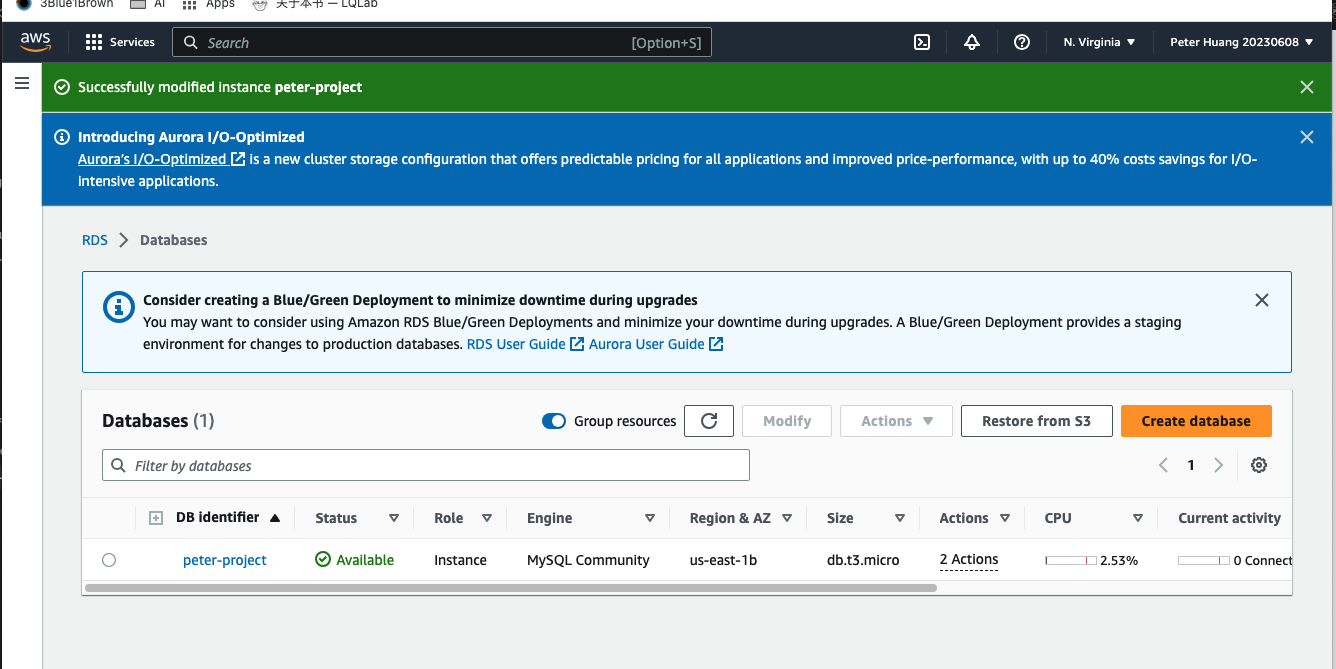 3Blue1Brown AI Apps 关于本书 — LQLab
aws Services Search [Option+S] N. Virginia Peter Huang 20230608
Successfully modified instance peter-project
Introducing Aurora I/O-Optimized
Aurora's I/O-Optimized is a new cluster storage configuration that offers predictable pricing for all applications and improved price-performance, with up to 40% costs savings for I/O-
intensive applications.
RDS Databases
Consider creating a Blue/Green Deployment to minimize downtime during upgrades
You may want to consider using Amazon RDS Blue/Green Deployments and minimize your downtime during upgrades. A Blue/Green Deployment provides a staging
environment for changes to production databases. RDS User Guide Aurora User Guide
Databases (1) Group resources Modify Actions Restore from S3 Create database
Filter by databases 1
DB identifier Status Role Engine Region & AZ Size Actions CPU Current activity
peter-project Available Instance MySQL Community us-east-1b db.t3.micro 2 Actions 2.53% 0 Connect